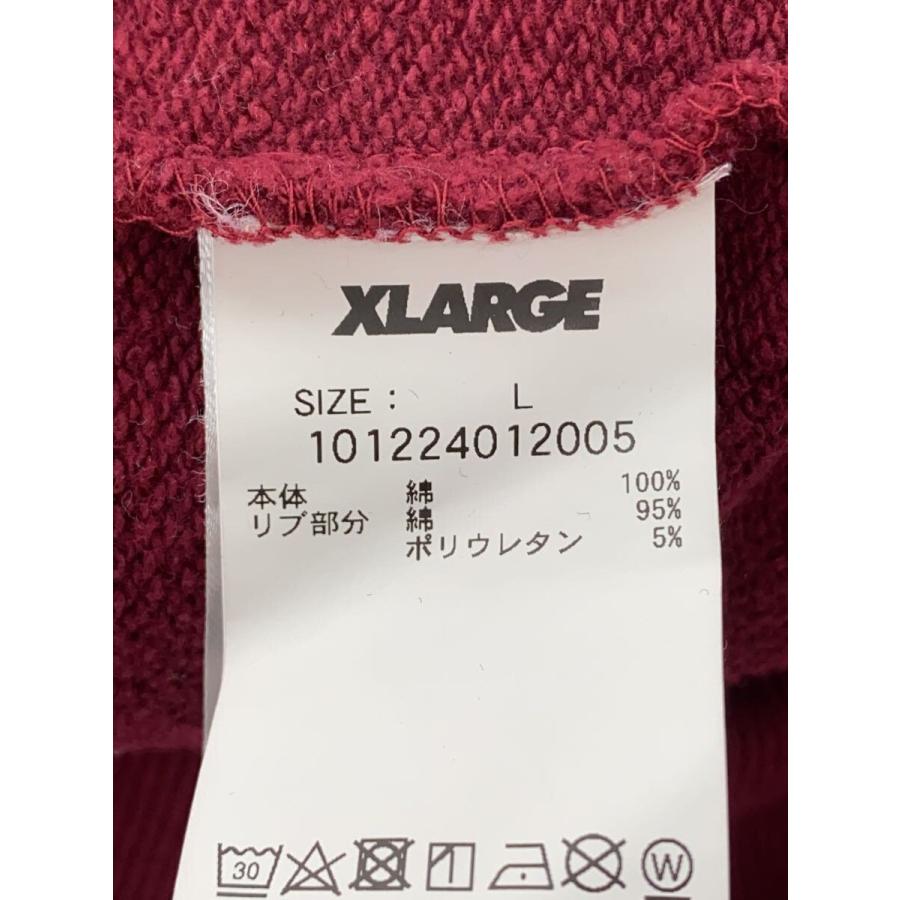 XLARGE
SIZE : L
101224012005
本体 綿 100%
リブ部分 綿 95%
ポリウレタン 5%
30 W